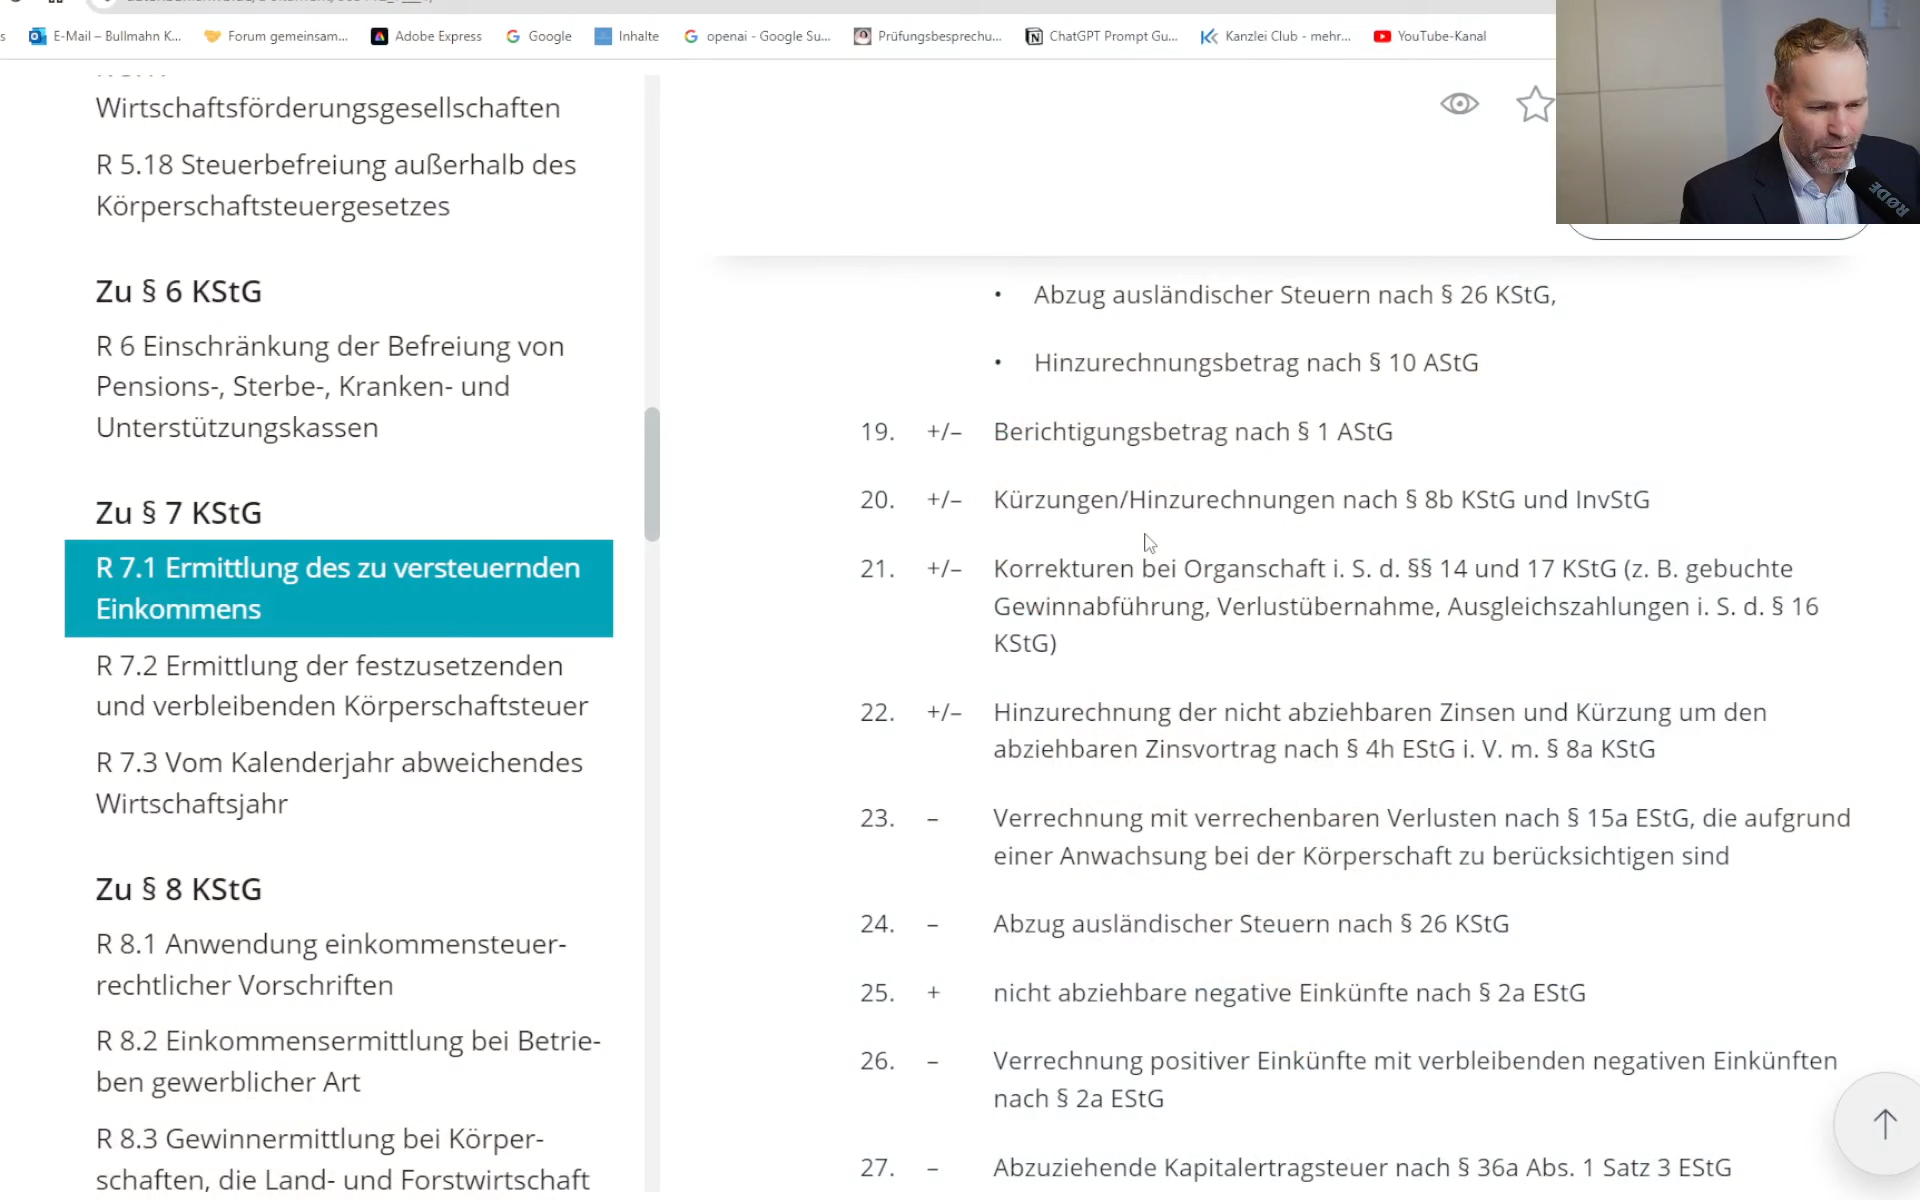 E-Mail – Bullmahn K...
Forum gemeinsam...
Adobe Express
Google
Inhalte
openai - Google Su...
Prüfungsbesprechu...
ChatGPT Prompt Gu...
Kanzlei Club - mehr...
YouTube-Kanal
Wirtschaftsförderungsgesellschaften
R 5.18 Steuerbefreiung außerhalb des
Körperschaftsteuergesetzes
Zu § 6 KStG
R 6 Einschränkung der Befreiung von
Pensions-, Sterbe-, Kranken- und
Unterstützungskassen
Zu § 7 KStG
R 7.1 Ermittlung des zu versteuernden
Einkommens
R 7.2 Ermittlung der festzusetzenden
und verbleibenden Körperschaftsteuer
R 7.3 Vom Kalenderjahr abweichendes
Wirtschaftsjahr
Zu § 8 KStG
R 8.1 Anwendung einkommensteuer-
rechtlicher Vorschriften
R 8.2 Einkommensermittlung bei Betrie-
ben gewerblicher Art
R 8.3 Gewinnermittlung bei Körper-
schaften, die Land- und Forstwirtschaft
• Abzug ausländischer Steuern nach § 26 KStG,
• Hinzurechnungsbetrag nach § 10 AStG
19. +/– Berichtigungsbetrag nach § 1 AStG
20. +/– Kürzungen/Hinzurechnungen nach § 8b KStG und InvStG
21. +/– Korrekturen bei Organschaft i. S. d. §§ 14 und 17 KStG (z. B. gebuchte
Gewinnabführung, Verlustübernahme, Ausgleichszahlungen i. S. d. § 16
KStG)
22. +/– Hinzurechnung der nicht abziehbaren Zinsen und Kürzung um den
abziehbaren Zinsvortrag nach § 4h EStG i. V. m. § 8a KStG
23. – Verrechnung mit verrechenbaren Verlusten nach § 15a EStG, die aufgrund
einer Anwachsung bei der Körperschaft zu berücksichtigen sind
24. – Abzug ausländischer Steuern nach § 26 KStG
25. + nicht abziehbare negative Einkünfte nach § 2a EStG
26. – Verrechnung positiver Einkünfte mit verbleibenden negativen Einkünften
nach § 2a EStG
27. – Abzuziehende Kapitalertragsteuer nach § 36a Abs. 1 Satz 3 EStG
RØDE